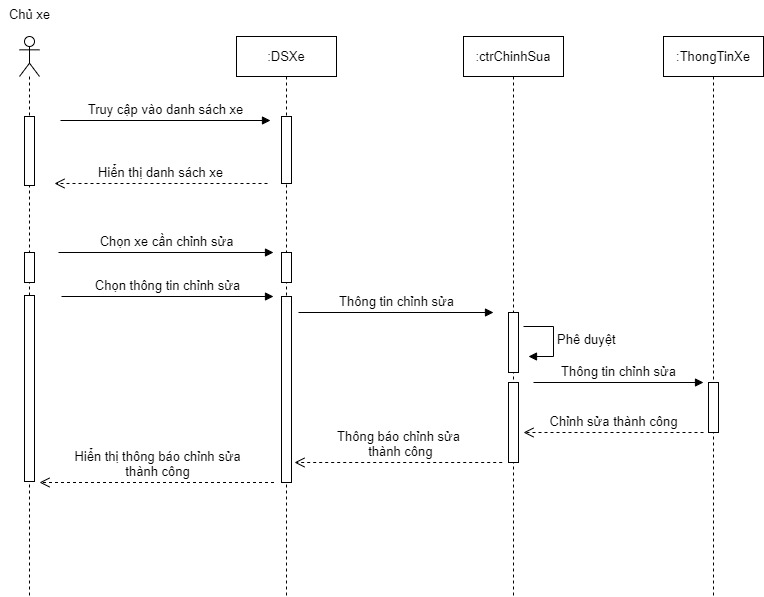 Chủ xe
:DSXe
:ctrChinhSua
:ThongTinXe
Truy cập vào danh sách xe
Hiển thị danh sách xe
Chọn xe cần chỉnh sửa
Chọn thông tin chỉnh sửa
Thông tin chỉnh sửa
Phê duyệt
Thông tin chỉnh sửa
Chỉnh sửa thành công
Thông báo chỉnh sửa
thành công
Hiển thị thông báo chỉnh sửa
thành công